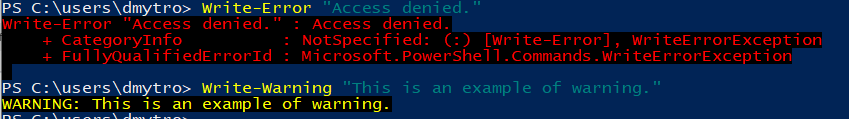 PS C:\users\dmytro> Write-Error "Access denied."
Write-Error "Access denied." : Access denied.
    + CategoryInfo          : NotSpecified: (:) [Write-Error], WriteErrorException
    + FullyQualifiedErrorId : Microsoft.PowerShell.Commands.WriteErrorException

PS C:\users\dmytro> Write-Warning "This is an example of warning."
WARNING: This is an example of warning.
PS C:\users\dmytro>